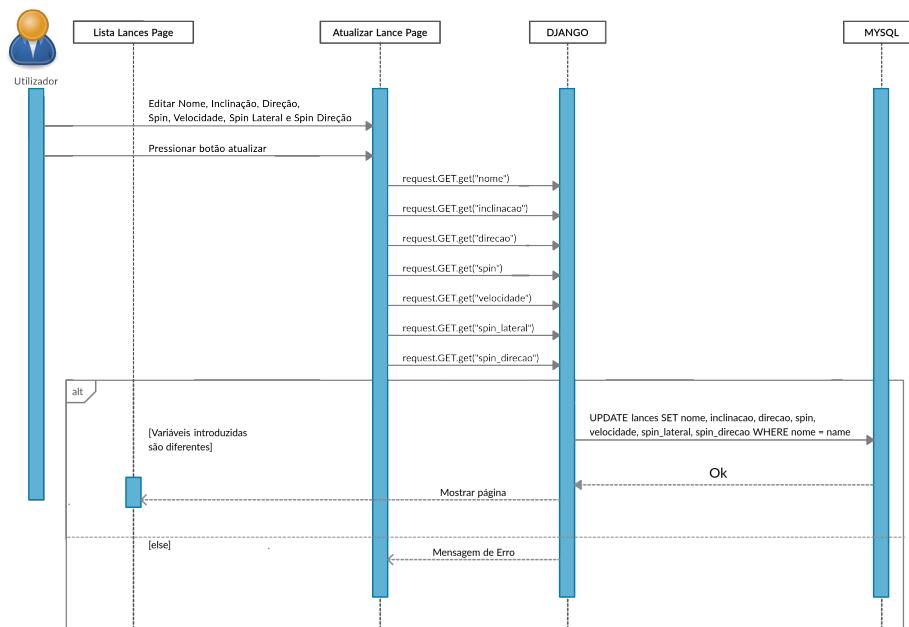 Lista Lances Page
Atualizar Lance Page
DJANGO
MYSQL
Utilizador
Editar Nome, Inclinação, Direção,
Spin, Velocidade, Spin Lateral e Spin Direção
Pressionar botão atualizar
request.GET.get("nome")
request.GET.get("inclinacao")
request.GET.get("direcao")
request.GET.get("spin")
request.GET.get("velocidade")
request.GET.get("spin_lateral")
request.GET.get("spin_direcao")
alt
[Variáveis introduzidas
são diferentes]
UPDATE lances SET nome, inclinacao, direcao, spin,
velocidade, spin_lateral, spin_direcao WHERE nome = name
Ok
Mostrar página
[else]
Mensagem de Erro